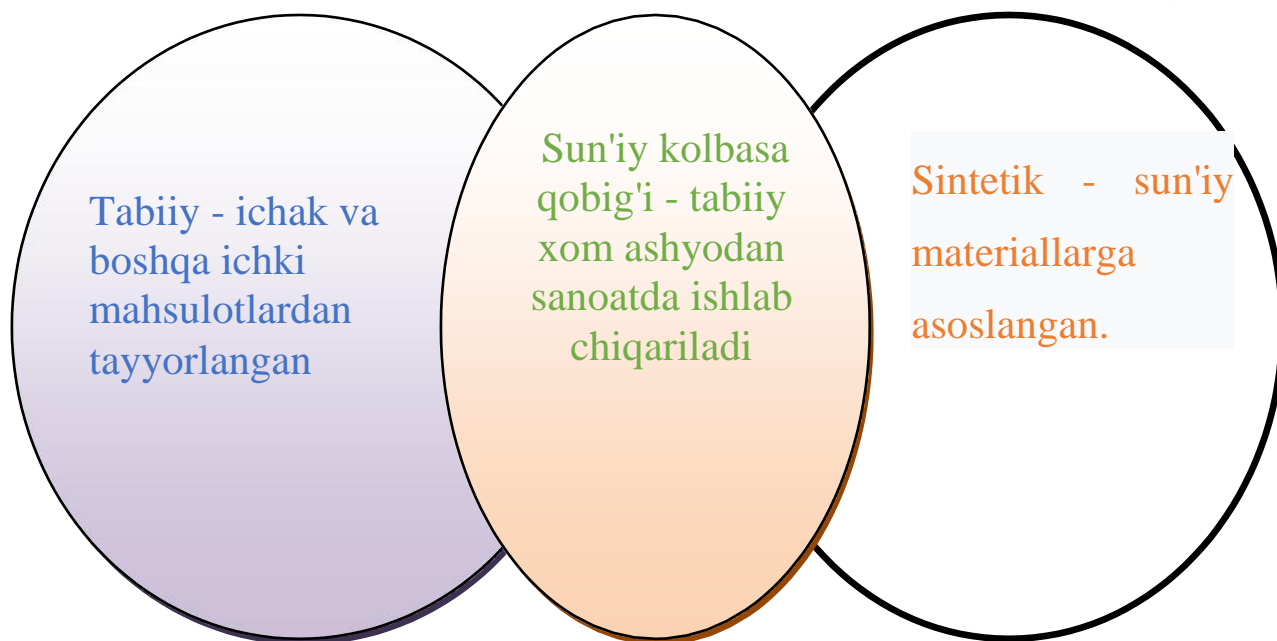 Tabiiy - ichak va
boshqa ichki
mahsulotlardan
tayyorlangan
Sun'iy kolbasa
qobig'i - tabiiy
xom ashyodan
sanoatda ishlab
chiqariladi
Sintetik - sun'iy
materiallarga
asoslangan.